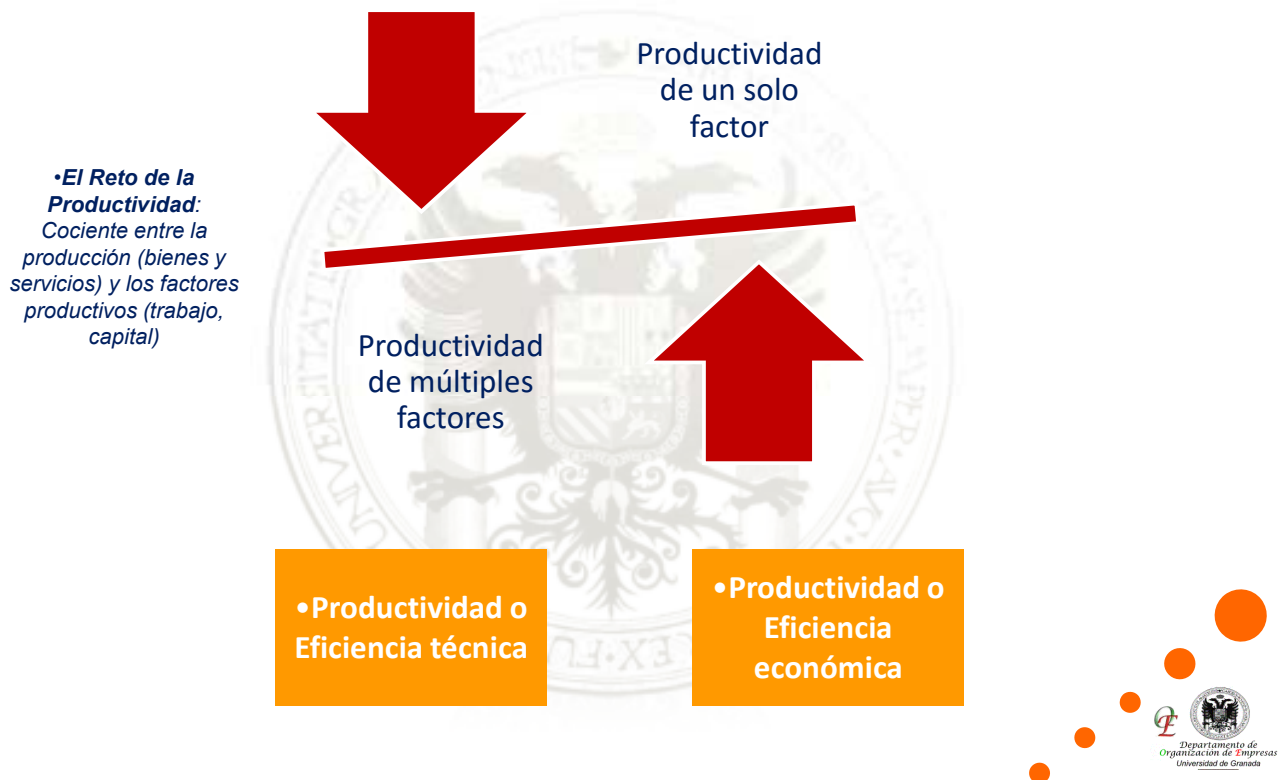 •El Reto de la
Productividad:
Cociente entre la
producción (bienes y
servicios) y los factores
productivos (trabajo,
capital)
Productividad
de un solo
factor
Productividad
de múltiples
factores
•Productividad o
Eficiencia técnica
•Productividad o
Eficiencia
económica
Departamento de
Organización de Empresas
Universidad de Granada